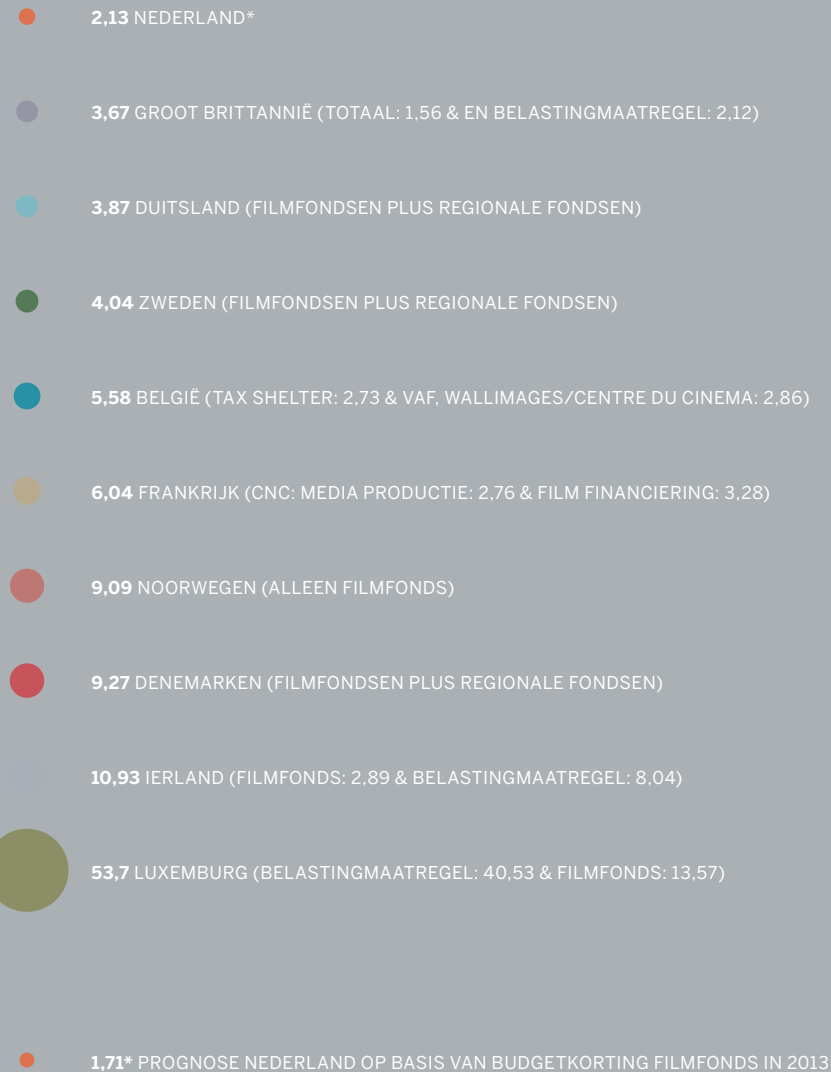 2,13 NEDERLAND*
3,67 GROOT BRITTANNIË (TOTAAL: 1,56 & EN BELASTINGMAATREGEL: 2,12)
3,87 DUITSLAND (FILMFONDSEN PLUS REGIONALE FONDSEN)
4,04 ZWEDEN (FILMFONDSEN PLUS REGIONALE FONDSEN)
5,58 BELGIË (TAX SHELTER: 2,73 & VAF, WALLIMAGES/CENTRE DU CINEMA: 2,86)
6,04 FRANKRIJK (CNC: MEDIA PRODUCTIE: 2,76 & FILM FINANCIERING: 3,28)
9,09 NOORWEGEN (ALLEEN FILMFONDS)
9,27 DENEMARKEN (FILMFONDSEN PLUS REGIONALE FONDSEN)
10,93 IERLAND (FILMFONDS: 2,89 & BELASTINGMAATREGEL: 8,04)
53,7 LUXEMBURG (BELASTINGMAATREGEL: 40,53 & FILMFONDS: 13,57)
1,71* PROGNOSE NEDERLAND OP BASIS VAN BUDGETKORTING FILMFONDS IN 2013